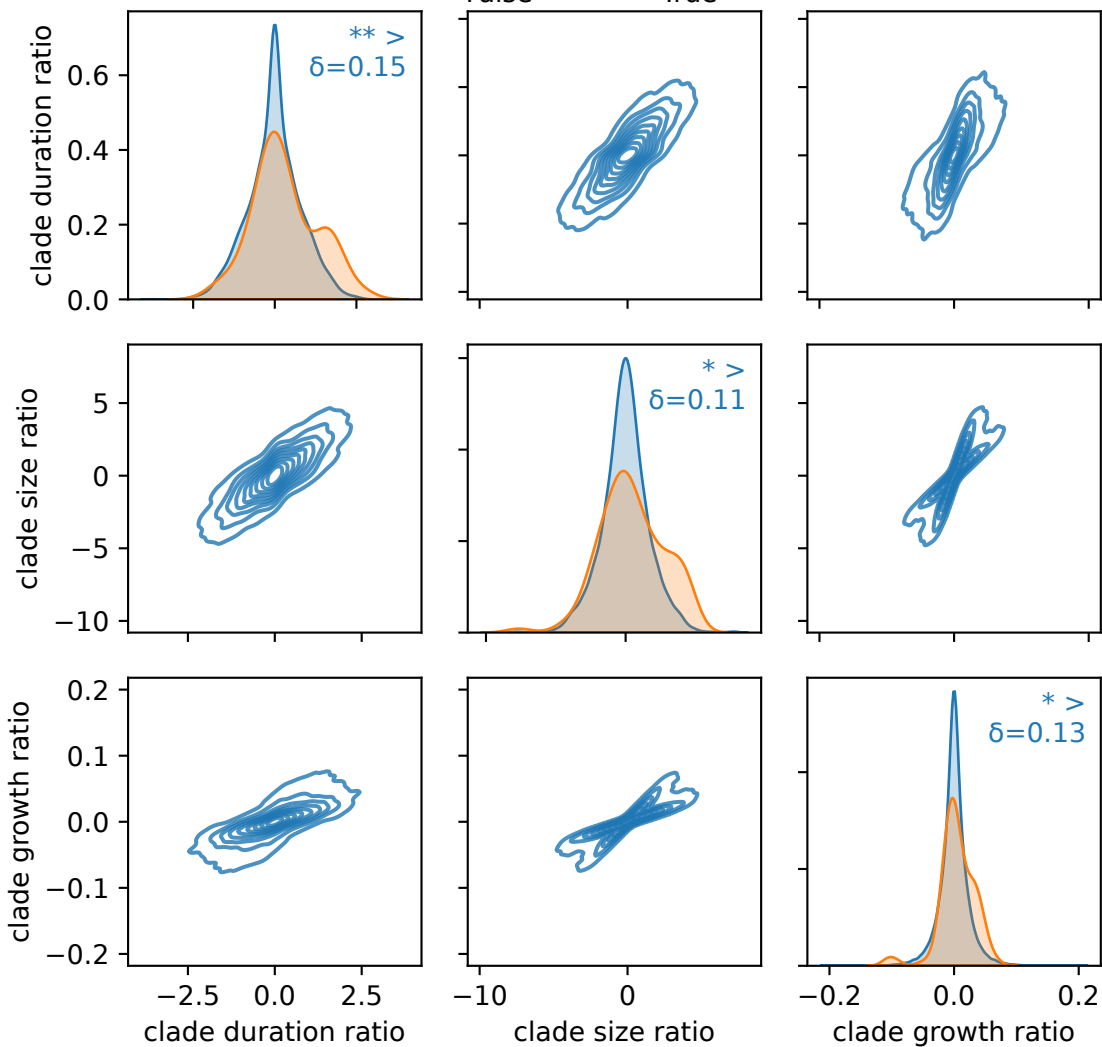 True
clade duration ratio
0.6
0.4
0.2
0.0
** >
δ=0.15
clade size ratio
5
0
−5
−10
* >
δ=0.11
clade growth ratio
0.2
0.1
0.0
−0.1
−0.2
* >
δ=0.13
−2.5 0.0 2.5
−10 0
−0.2 0.0 0.2
clade duration ratio
clade size ratio
clade growth ratio